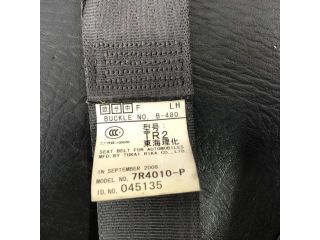 F LH
BUCKLE NO. B-480
型号
TR2
東海理化
SEAT BELT FOR AUTOMOBILES
MFD.BY TOKAI RIKA CO.,LTD.
IN SEPTEMBER 2008
MODEL NO. 7R4010-P
ID.NO. 045135